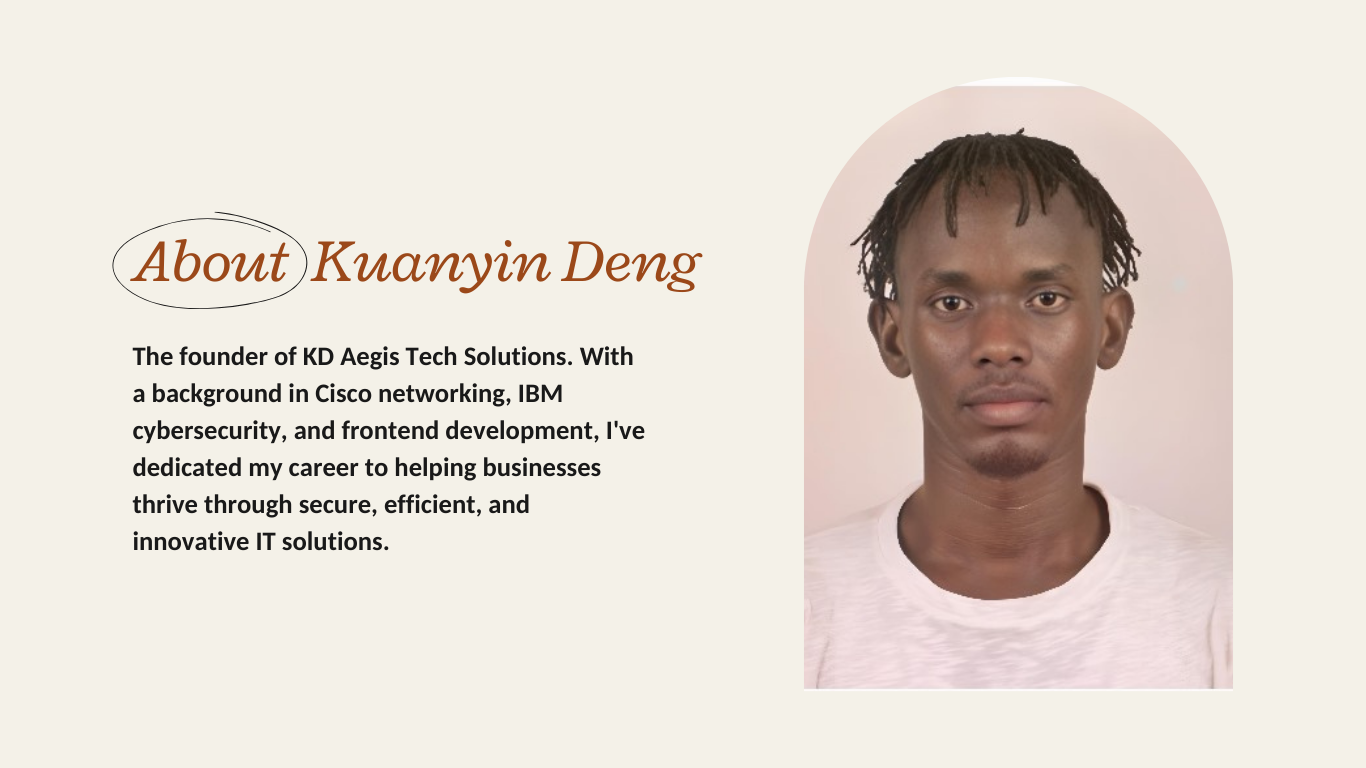 About Kuanyin Deng
The founder of KD Aegis Tech Solutions. With
a background in Cisco networking, IBM
cybersecurity, and frontend development, I've
dedicated my career to helping businesses
thrive through secure, efficient, and
innovative IT solutions.